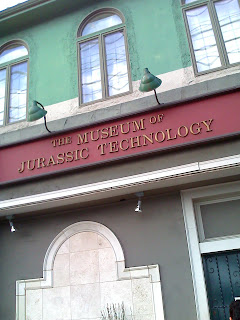 THE MUSEUM OF
JURASSIC TECHNOLOGY